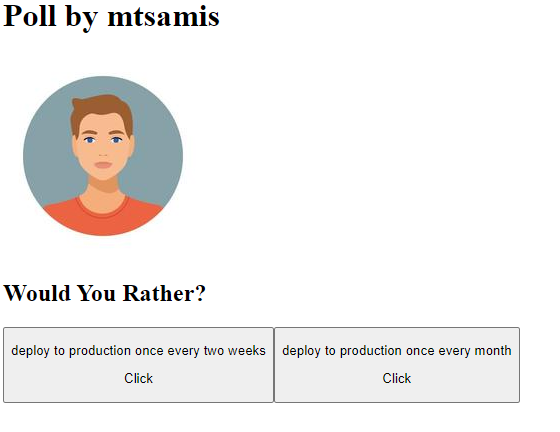 Poll by mtsamis
Would You Rather?
deploy to production once every two weeks
Click
deploy to production once every month
Click